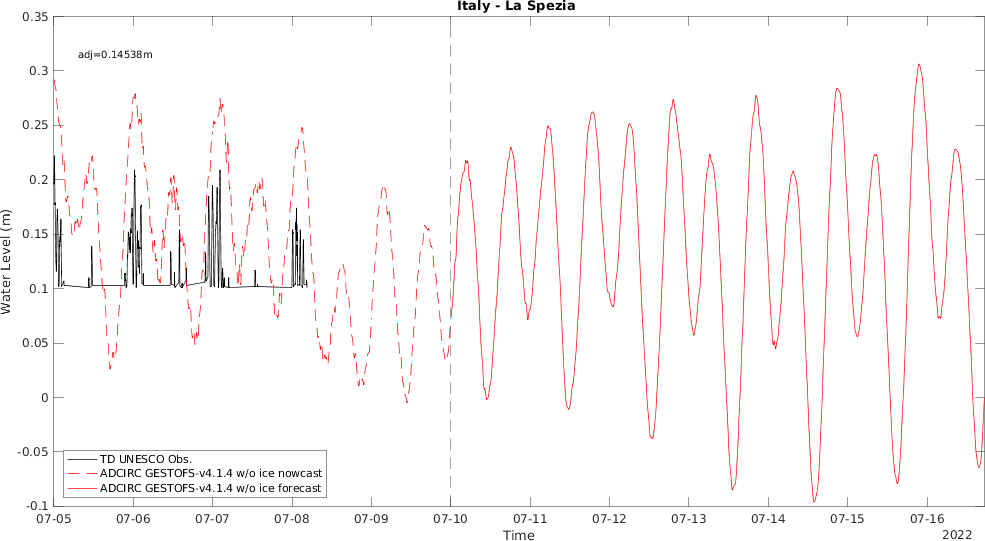 Italy - La Spezia
adj=0.14538m
Water Level (m)
0.35
0.3
0.25
0.2
0.15
0.1
0.05
0
-0.05
-0.1
TD UNESCO Obs.
ADCIRC GESTOFS-v4.1.4 w/o ice nowcast
ADCIRC GESTOFS-v4.1.4 w/o ice forecast
07-05 07-06 07-07 07-08 07-09 07-10 07-11 07-12 07-13 07-14 07-15 07-16
Time
2022